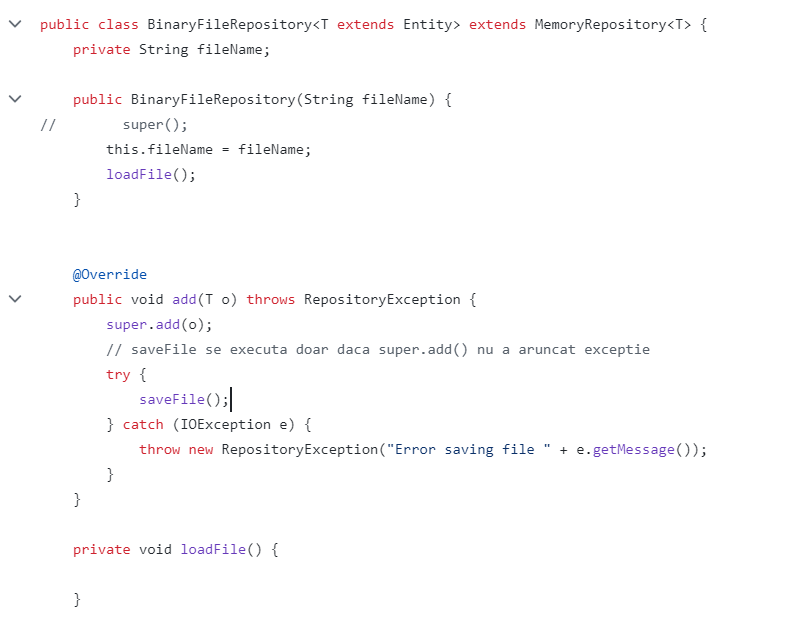 public class BinaryFileRepository<T extends Entity> extends MemoryRepository<T> {
    private String fileName;

    public BinaryFileRepository(String fileName) {
//        super();
        this.fileName = fileName;
        loadFile();
    }


    @Override
    public void add(T o) throws RepositoryException {
        super.add(o);
        // saveFile se executa doar daca super.add() nu a aruncat exceptie
        try {
            saveFile();
        } catch (IOException e) {
            throw new RepositoryException("Error saving file " + e.getMessage());
        }
    }

    private void loadFile() {

    }